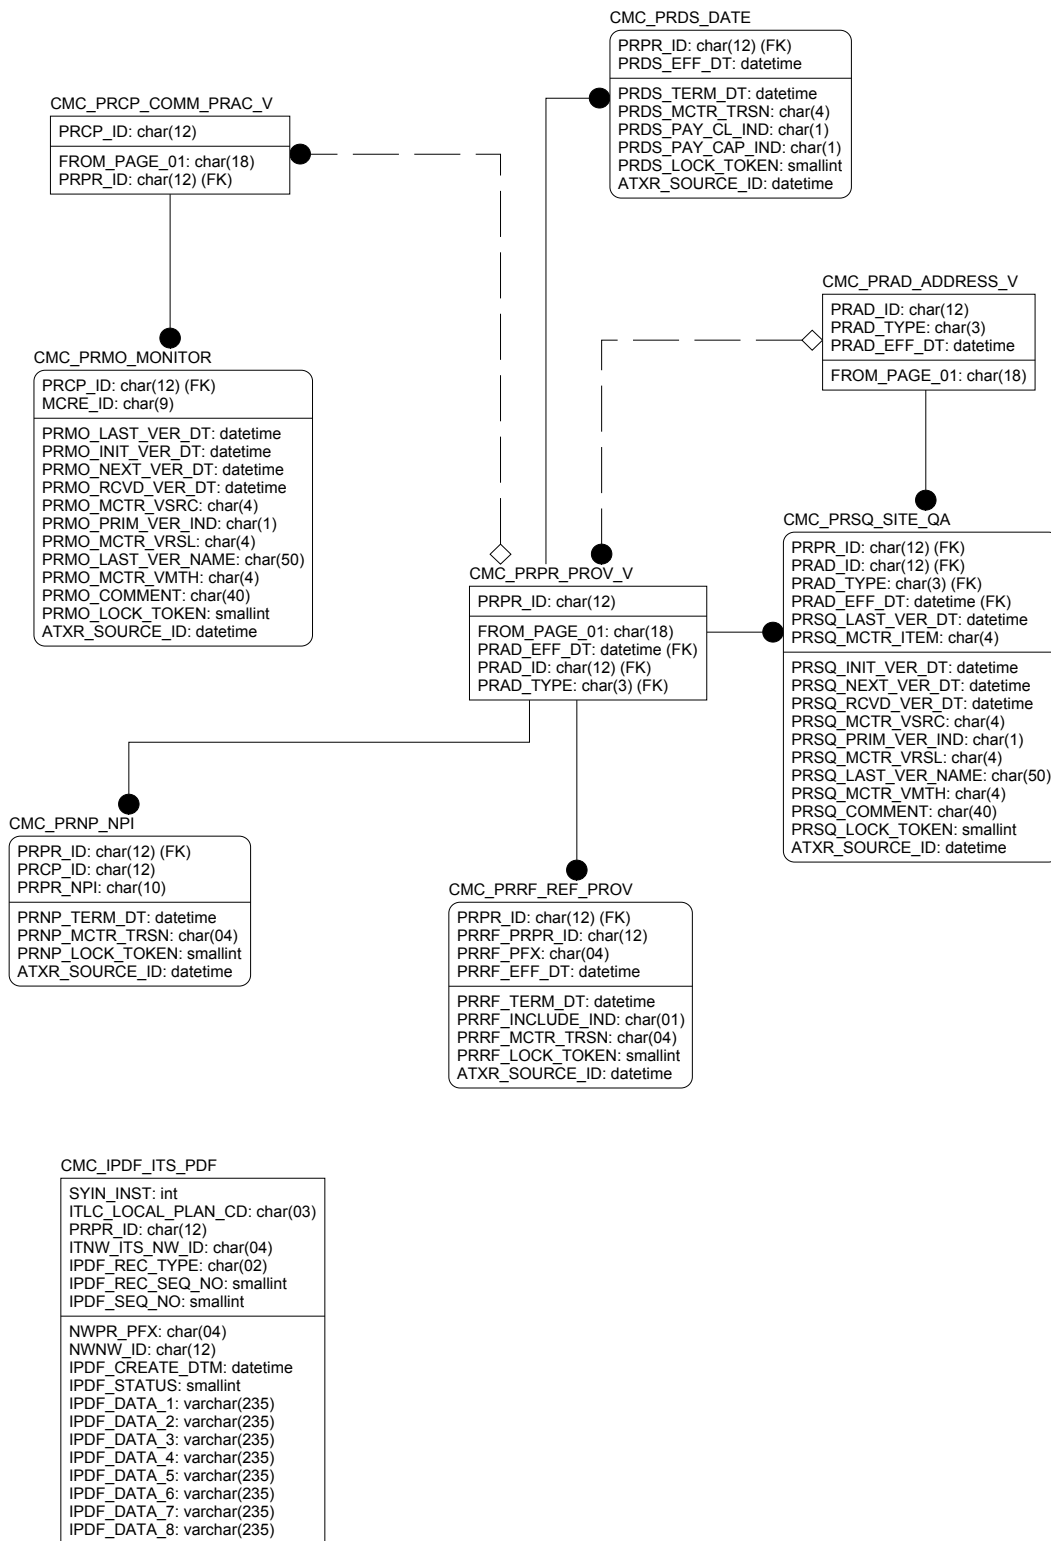 CMC_PRDS_DATE
PRPR_ID: char(12) (FK)
PRDS_EFF_DT: datetime
PRDS_TERM_DT: datetime
PRDS_MCTR_TRSN: char(4)
PRDS_PAY_CL_IND: char(1)
PRDS_PAY_CAP_IND: char(1)
PRDS_LOCK_TOKEN: smallint
ATXR_SOURCE_ID: datetime
CMC_PRCP_COMM_PRAC_V
PRCP_ID: char(12)
FROM_PAGE_01: char(18)
PRPR_ID: char(12) (FK)
CMC_PRAD_ADDRESS_V
PRAD_ID: char(12)
PRAD_TYPE: char(3)
PRAD_EFF_DT: datetime
FROM_PAGE_01: char(18)
CMC_PRMO_MONITOR
PRCP_ID: char(12) (FK)
MCRE_ID: char(9)
PRMO_LAST_VER_DT: datetime
PRMO_INIT_VER_DT: datetime
PRMO_NEXT_VER_DT: datetime
PRMO_RCVD_VER_DT: datetime
PRMO_MCTR_VSRC: char(4)
PRMO_PRIM_VER_IND: char(1)
PRMO_MCTR_VRSL: char(4)
PRMO_LAST_VER_NAME: char(50)
PRMO_MCTR_VMTH: char(4)
PRMO_COMMENT: char(40)
PRMO_LOCK_TOKEN: smallint
ATXR_SOURCE_ID: datetime
CMC_PRPR_PROV_V
PRPR_ID: char(12)
FROM_PAGE_01: char(18)
PRAD_EFF_DT: datetime (FK)
PRAD_ID: char(12) (FK)
PRAD_TYPE: char(3) (FK)
CMC_PRSQ_SITE_QA
PRPR_ID: char(12) (FK)
PRAD_ID: char(12) (FK)
PRAD_TYPE: char(3) (FK)
PRAD_EFF_DT: datetime (FK)
PRSQ_LAST_VER_DT: datetime
PRSQ_MCTR_ITEM: char(4)
PRSQ_INIT_VER_DT: datetime
PRSQ_NEXT_VER_DT: datetime
PRSQ_RCVD_VER_DT: datetime
PRSQ_MCTR_VSRC: char(4)
PRSQ_PRIM_VER_IND: char(1)
PRSQ_MCTR_VRSL: char(4)
PRSQ_LAST_VER_NAME: char(50)
PRSQ_MCTR_VMTH: char(4)
PRSQ_COMMENT: char(40)
PRSQ_LOCK_TOKEN: smallint
ATXR_SOURCE_ID: datetime
CMC_PRNP_NPI
PRPR_ID: char(12) (FK)
PRCP_ID: char(12)
PRPR_NPI: char(10)
PRNP_TERM_DT: datetime
PRNP_MCTR_TRSN: char(04)
PRNP_LOCK_TOKEN: smallint
ATXR_SOURCE_ID: datetime
CMC_PRRF_REF_PROV
PRPR_ID: char(12) (FK)
PRRF_PRPR_ID: char(12)
PRRF_PFX: char(04)
PRRF_EFF_DT: datetime
PRRF_TERM_DT: datetime
PRRF_INCLUDE_IND: char(01)
PRRF_MCTR_TRSN: char(04)
PRRF_LOCK_TOKEN: smallint
ATXR_SOURCE_ID: datetime
CMC_IPDF_ITS_PDF
SYIN_INST: int
ITLC_LOCAL_PLAN_CD: char(03)
PRPR_ID: char(12)
ITNW_ITS_NW_ID: char(04)
IPDF_REC_TYPE: char(02)
IPDF_REC_SEQ_NO: smallint
IPDF_SEQ_NO: smallint
NWPR_PFX: char(04)
NWNW_ID: char(12)
IPDF_CREATE_DTM: datetime
IPDF_STATUS: smallint
IPDF_DATA_1: varchar(235)
IPDF_DATA_2: varchar(235)
IPDF_DATA_3: varchar(235)
IPDF_DATA_4: varchar(235)
IPDF_DATA_5: varchar(235)
IPDF_DATA_6: varchar(235)
IPDF_DATA_7: varchar(235)
IPDF_DATA_8: varchar(235)